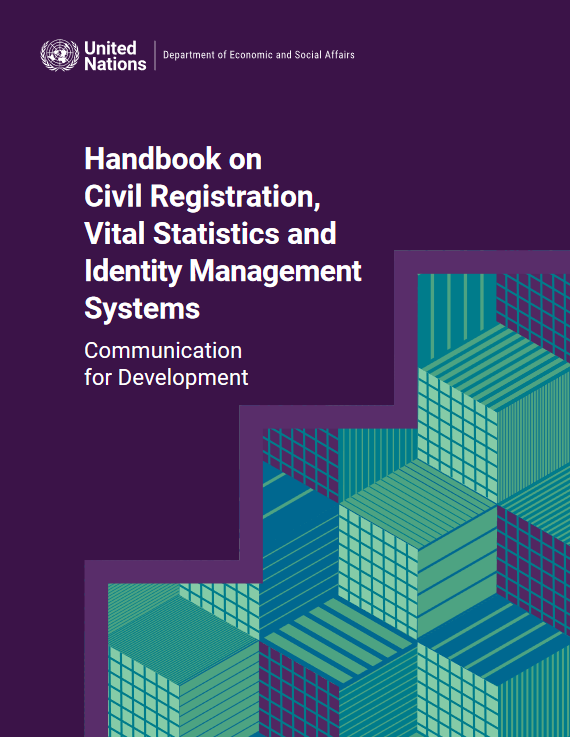 United
Nations
Department of Economic and Social Affairs
Handbook on
Civil Registration,
Vital Statistics and
Identity Management
Systems
Communication
for Development